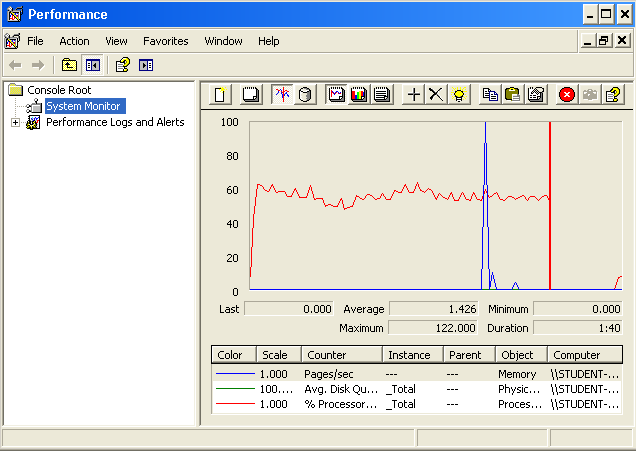 Performance
File Action View Favorites Window Help
Console Root
System Monitor
Performance Logs and Alerts
100
80
60
40
20
0
Last 0.000 Average 1.426 Minimum 0.000
Maximum 122.000 Duration 1:40
Color Scale Counter Instance Parent Object Computer
1.000 Pages/sec --- --- Memory \\STUDENT-...
100.... Avg. Disk Qu... _Total --- Physic... \\STUDENT-...
1.000 % Processor... _Total --- Proces... \\STUDENT-...